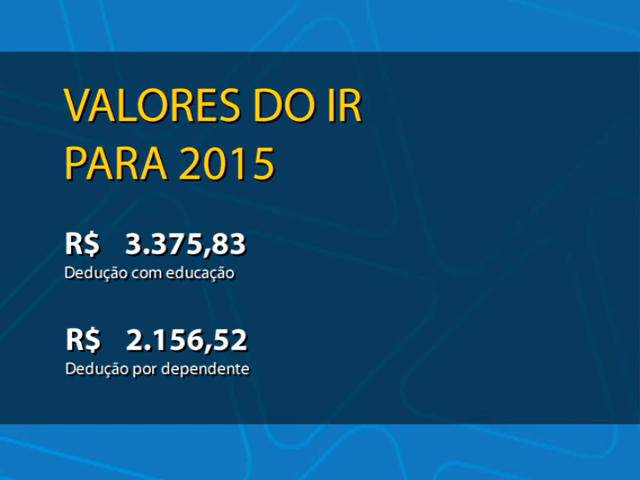 VALORES DO IR
PARA 2015
R$ 3.375,83
Dedução com educação
R$ 2.156,52
Dedução por dependente